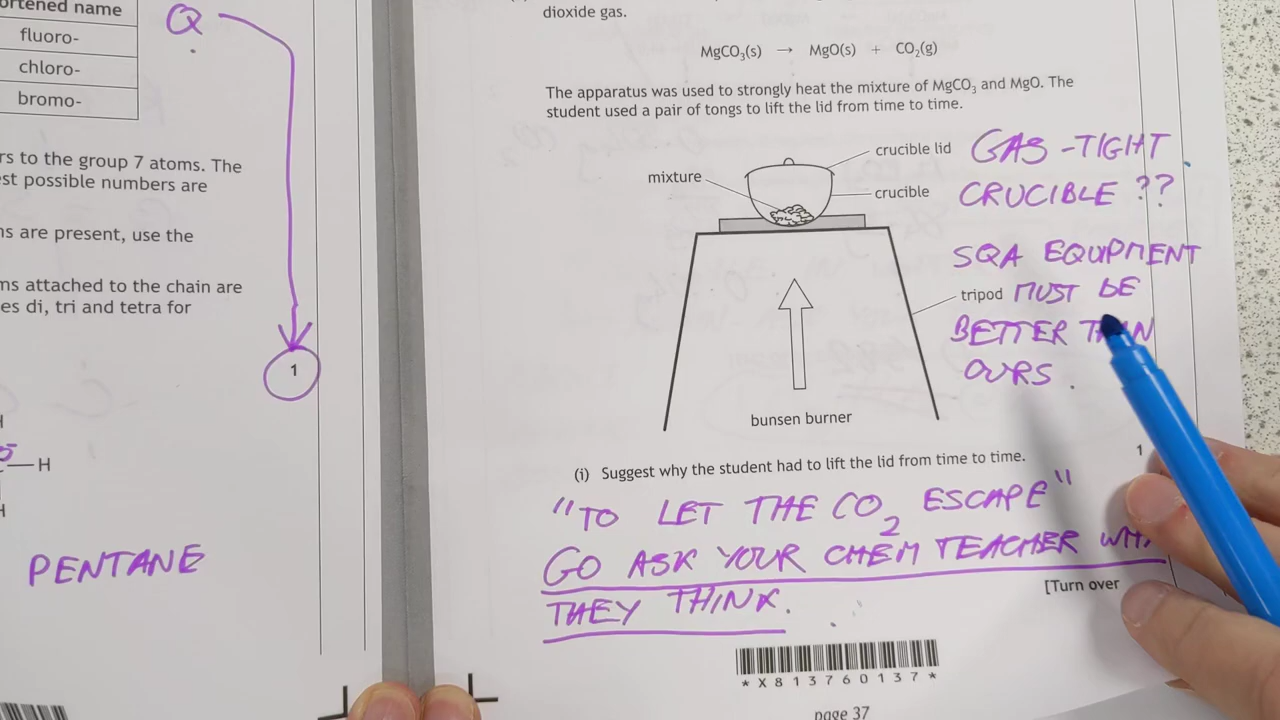 ortened name
fluoro-
chloro-
bromo-
rs to the group 7 atoms. The
est possible numbers are
ns are present, use the
ms attached to the chain are
es di, tri and tetra for
Q
1
H
H
PENTANE
dioxide gas.
MgCO₃(s) → MgO(s) + CO₂(g)
The apparatus was used to strongly heat the mixture of MgCO₃ and MgO. The
student used a pair of tongs to lift the lid from time to time.
mixture
crucible lid
crucible
tripod
bunsen burner
GAS-TIGHT
CRUCIBLE ??
SQA EQUPMENT
MUST BE
BETTER THAN
OURS.
(i) Suggest why the student had to lift the lid from time to time.
1
"TO LET THE CO₂ ESCAPE"
GO ASK YOUR CHEM TEACHER
THEY THINK.
[Turn over
*X813760137*
page 37